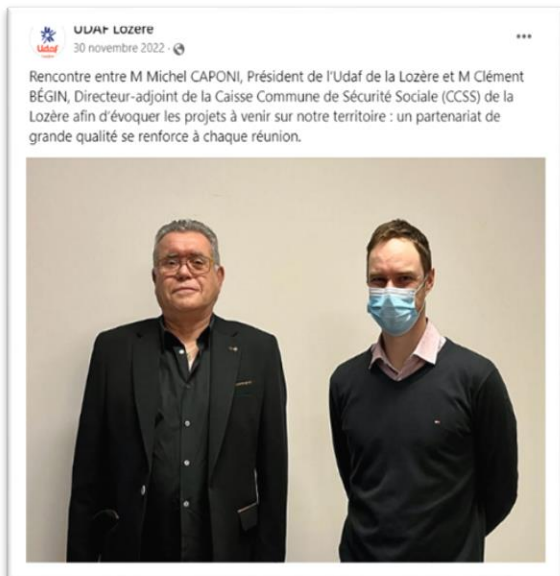 UDAF Lozère
Udaf
30 novembre 2022 ·
Rencontre entre M Michel CAPONI, Président de l'Udaf de la Lozère et M Clément
BÉGIN, Directeur-adjoint de la Caisse Commune de Sécurité Sociale (CCSS) de la
Lozère afin d'évoquer les projets à venir sur notre territoire : un partenariat de
grande qualité se renforce à chaque réunion.